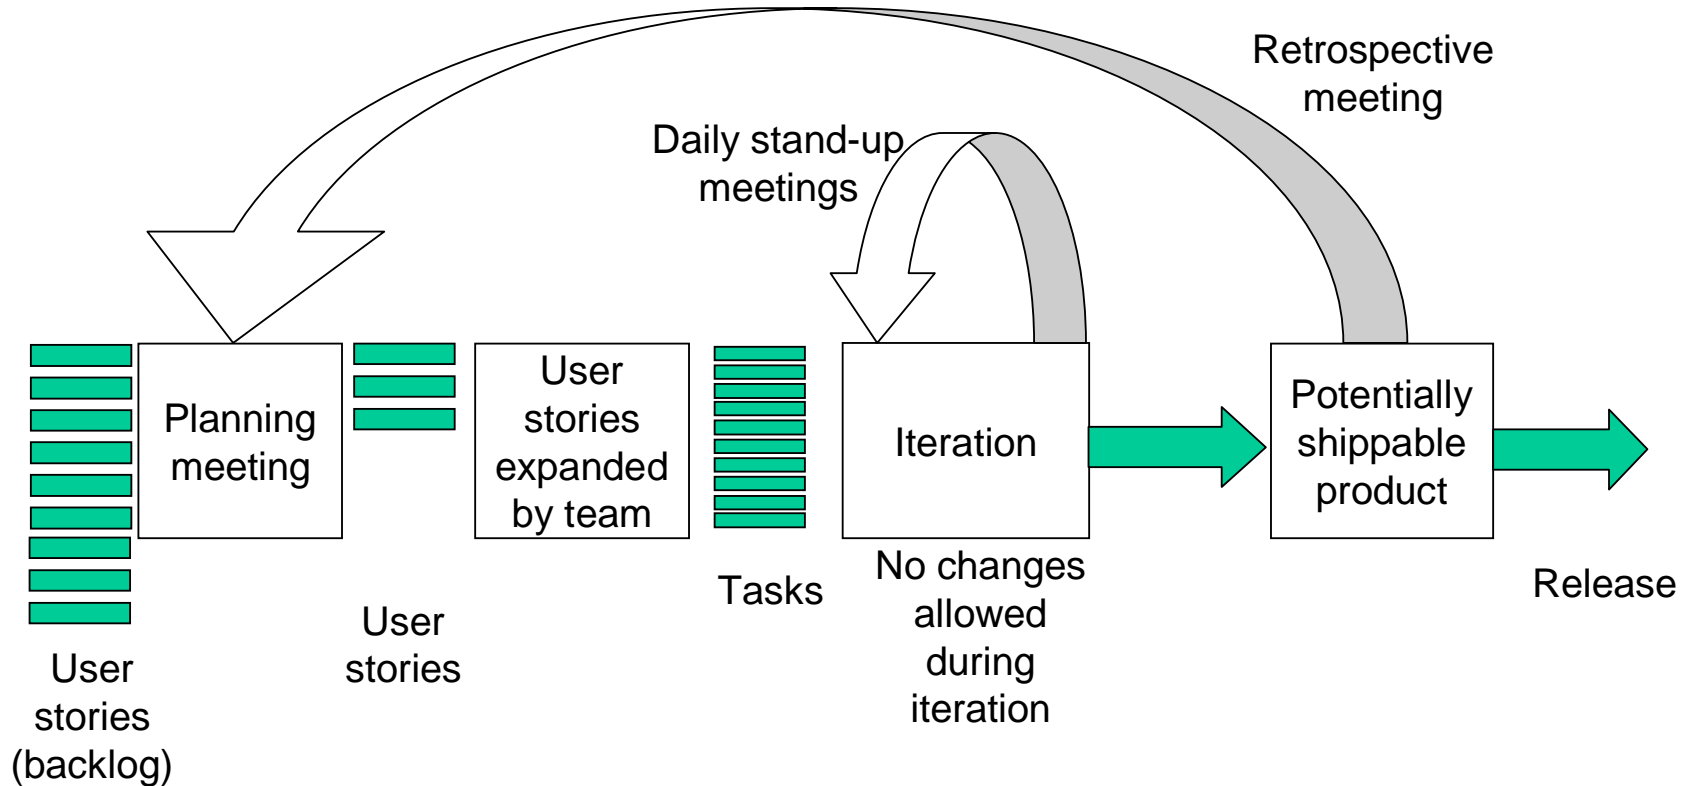 Retrospective
meeting
Daily stand-up
meetings
Planning
meeting
User
stories
expanded
by team
Iteration
Potentially
shippable
product
User
stories
(backlog)
User
stories
Tasks
No changes
allowed
during
iteration
Release